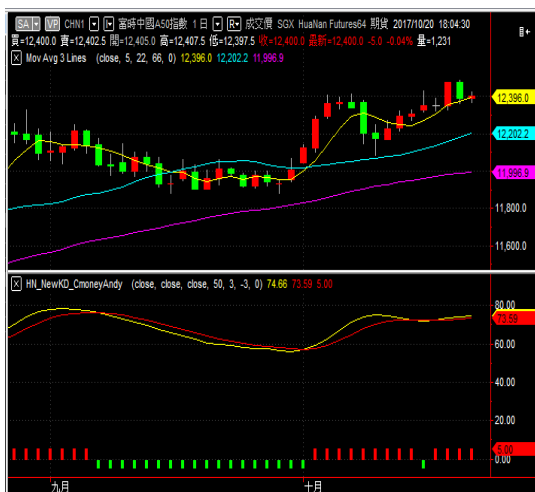 SA VP CHN1 富時中國A50指數 1日 R 成交價 SGX HuaNan Futures64 期貨 2017/10/20 18:04:30
買=12,400.0 賣=12,402.5 開=12,405.0 高=12,407.5 低=12,397.5 收=12,400.0 最新=12,400.0 -5.0 -0.04% 量=1,231
X Mov Avg 3 Lines (close, 5, 22, 66, 0) 12,396.0 12,202.2 11,996.9
12,396.0
12,202.2
11,996.9
11,800.0
11,600.0
X HN_NewKD_CmoneyAndy (close, close, close, 50, 3, -3, 0) 74.66 73.59 5.00
80.00
73.59
60.00
40.00
20.00
5.00
0.00
九月 十月